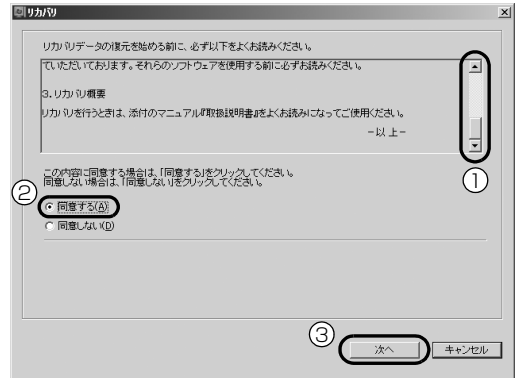 リカバリ
リカバリデータの復元を始める前に、必ず以下をよくお読みください。
ていただいております。それらのソフトウェアを使用する前に必ずお読みください。
3. リカバリ概要
リカバリを行うときは、添付のマニュアル『取扱説明書』をよくお読みになってご使用ください。
－以 上－
①
この内容に同意する場合は、「同意する」をクリックしてください。
同意しない場合は、「同意しない」をクリックしてください。
②
同意する(A)
同意しない(D)
③
次へ
キャンセル